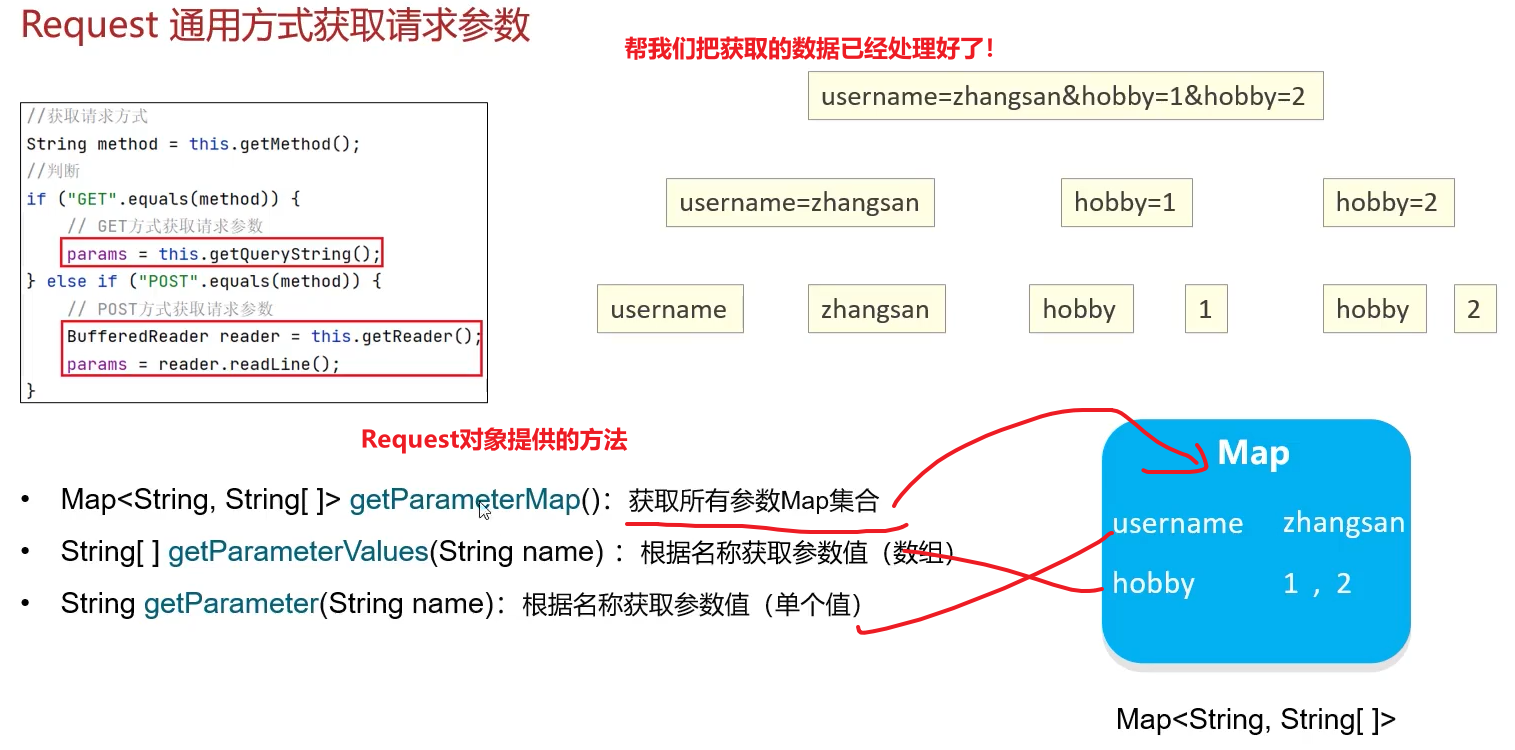 Request 通用方式获取请求参数
帮我们把获取的数据已经处理好了！
username=zhangsan&hobby=1&hobby=2
//获取请求方式
String method = this.getMethod();
//判断
if ("GET".equals(method)) {
// GET方式获取请求参数
params = this.getQueryString();
} else if ("POST".equals(method)) {
// POST方式获取请求参数
BufferedReader reader = this.getReader();
params = reader.readLine();
}
username=zhangsan hobby=1 hobby=2
username zhangsan hobby 1 hobby 2
Request对象提供的方法
• Map<String, String[ ]> getParameterMap()：获取所有参数Map集合
• String[ ] getParameterValues(String name) ：根据名称获取参数值（数组）
• String getParameter(String name)：根据名称获取参数值（单个值）
Map
username zhangsan
hobby 1 , 2
Map<String, String[ ]>